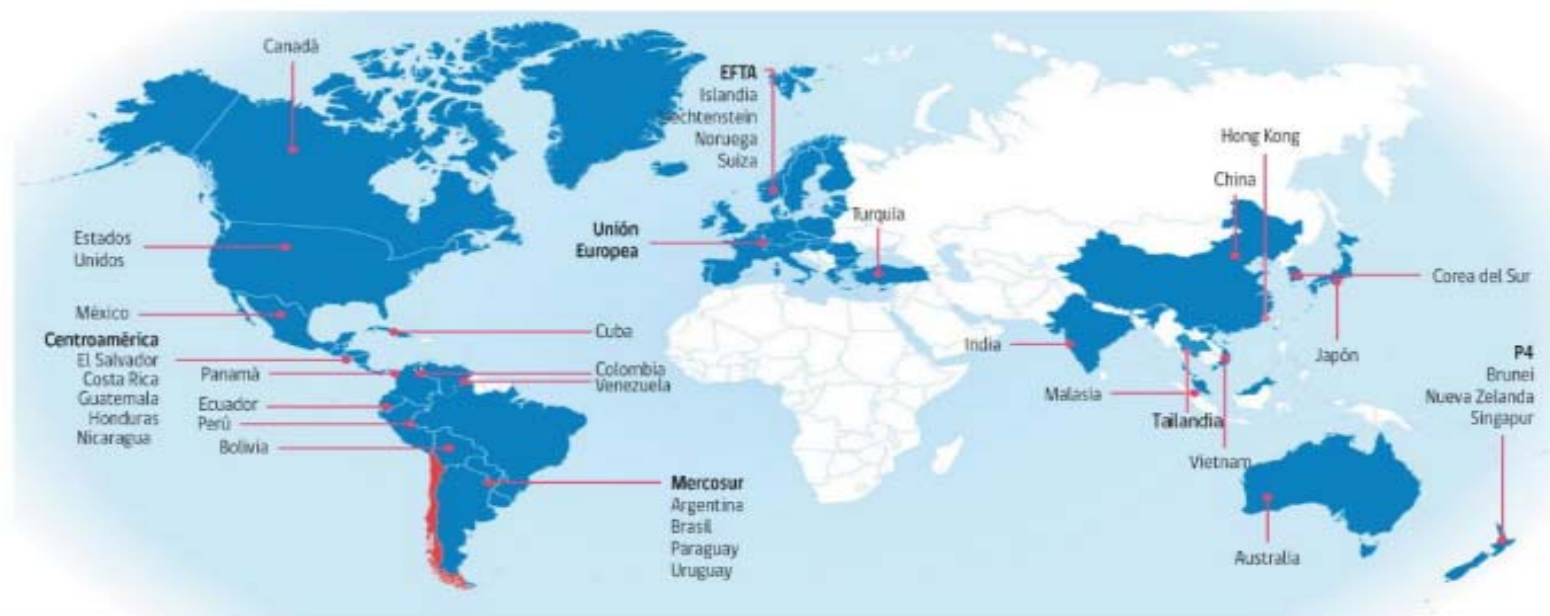 Canadá
EFTA
Islandia
Liechtenstein
Noruega
Suiza
Hong Kong
China
Turquía
Unión
Europea
Estados
Unidos
Corea del Sur
México
Cuba
India
Japón
Centroamérica
El Salvador
Costa Rica
Guatemala
Honduras
Nicaragua
Panamá
Colombia
Venezuela
Ecuador
Perú
Bolivia
Malasia
Tailandia
Vietnam
P4
Brunei
Nueva Zelanda
Singapur
Mercosur
Argentina
Brasil
Paraguay
Uruguay
Australia